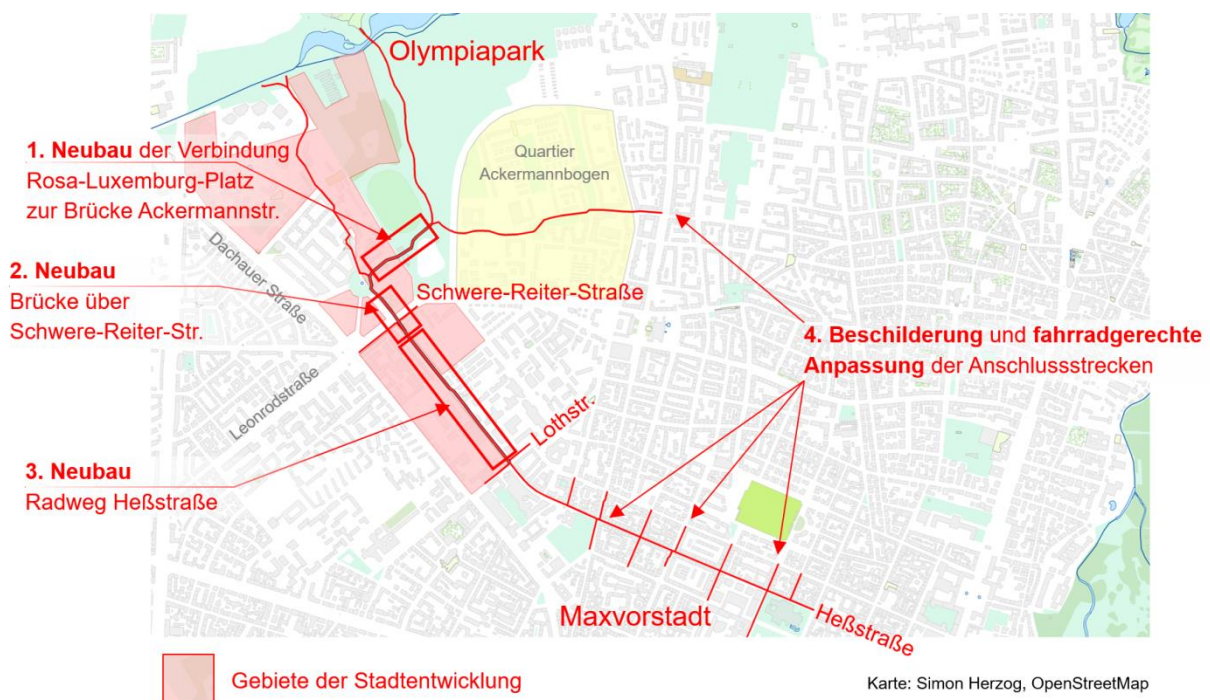 Olympiapark
1. Neubau der Verbindung
Rosa-Luxemburg-Platz
zur Brücke Ackermannstr.
Quartier
Ackermannbogen
Dachauer Straße
2. Neubau
Brücke über
Schwere-Reiter-Str.
Schwere-Reiter-Straße
4. Beschilderung und fahrradgerechte
Anpassung der Anschlussstrecken
Leonrodstraße
Lothstr.
3. Neubau
Radweg Heßstraße
Maxvorstadt
Heßstraße
Gebiete der Stadtentwicklung
Karte: Simon Herzog, OpenStreetMap